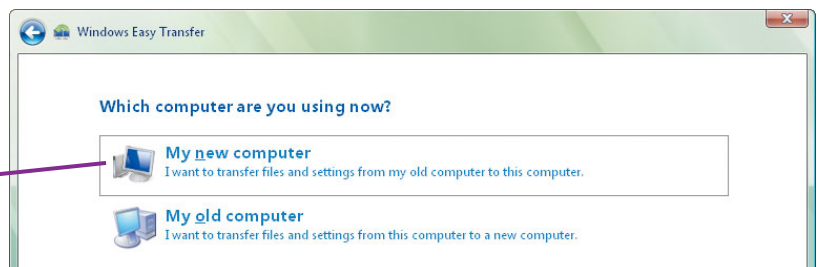 Windows Easy Transfer
Which computer are you using now?
My new computer
I want to transfer files and settings from my old computer to this computer.
My old computer
I want to transfer files and settings from this computer to a new computer.